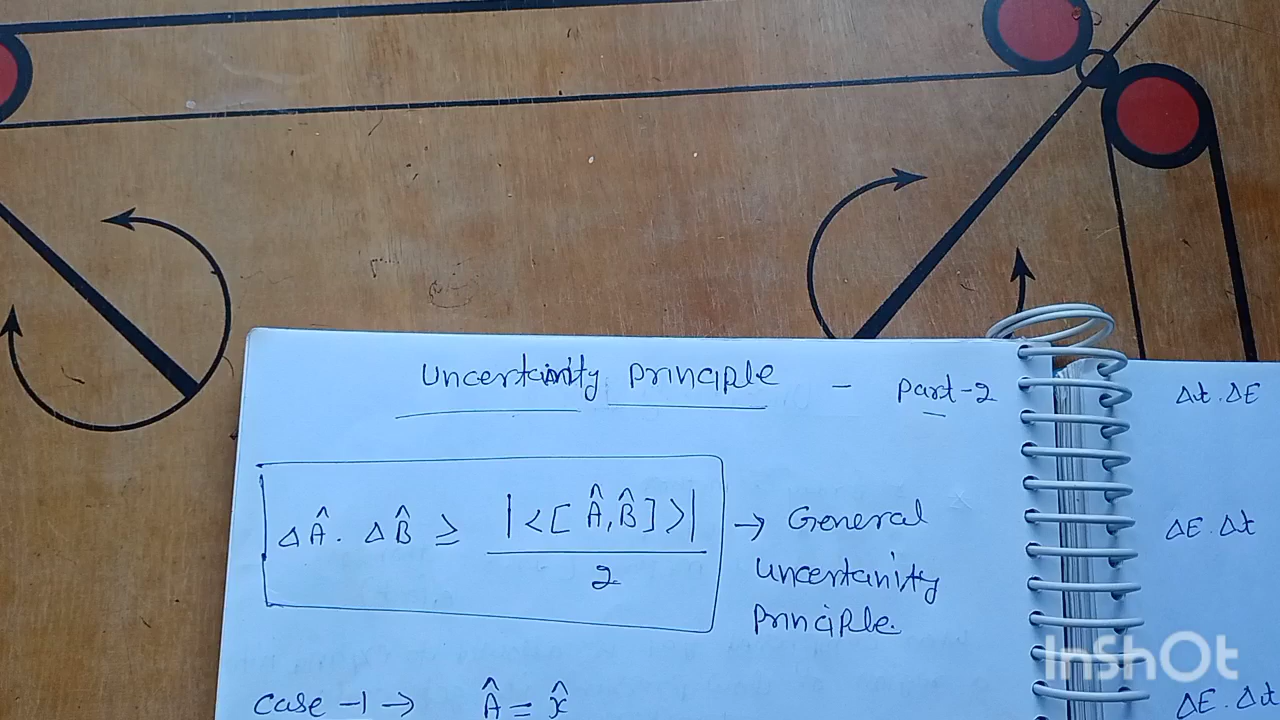 Uncertainity principle - Part-2
ΔÂ. ΔB̂ ≥ |<[Â,B̂]>| / 2 → General
uncertainity
principle.
case -1 → Â = x̂
Δt.ΔE
ΔE.Δt
ΔE.Δt
InShOt